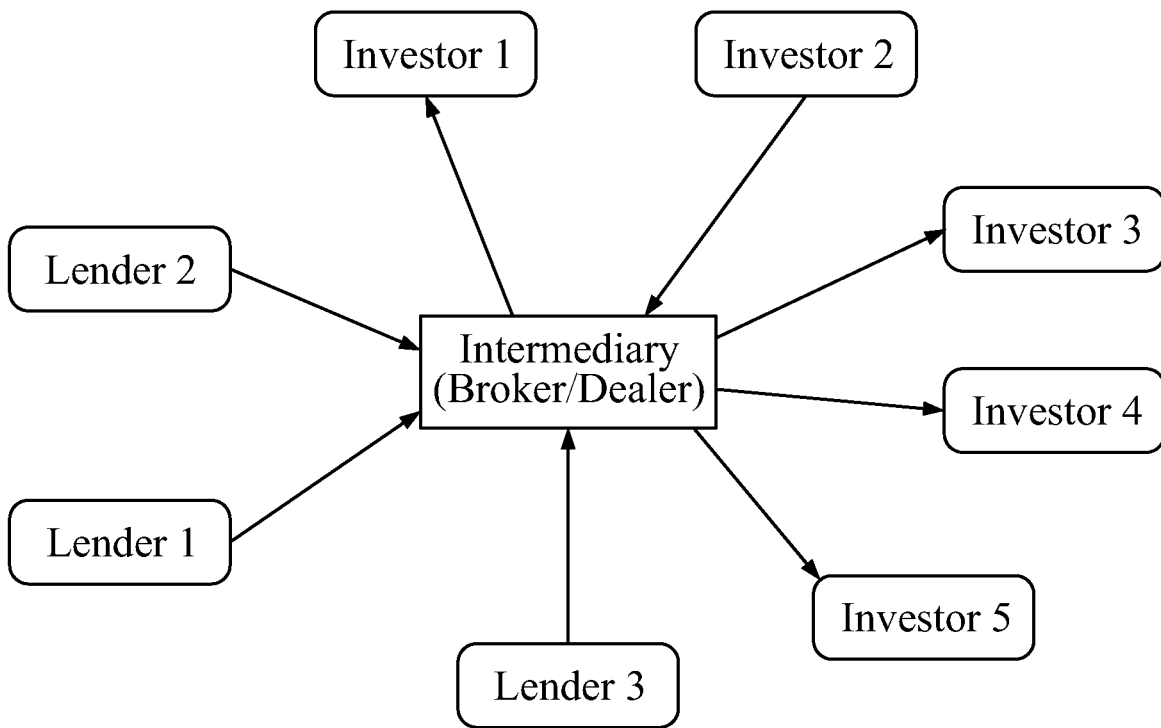 Investor 1
Investor 2
Investor 3
Lender 2
Intermediary
(Broker/Dealer)
Investor 4
Lender 1
Investor 5
Lender 3